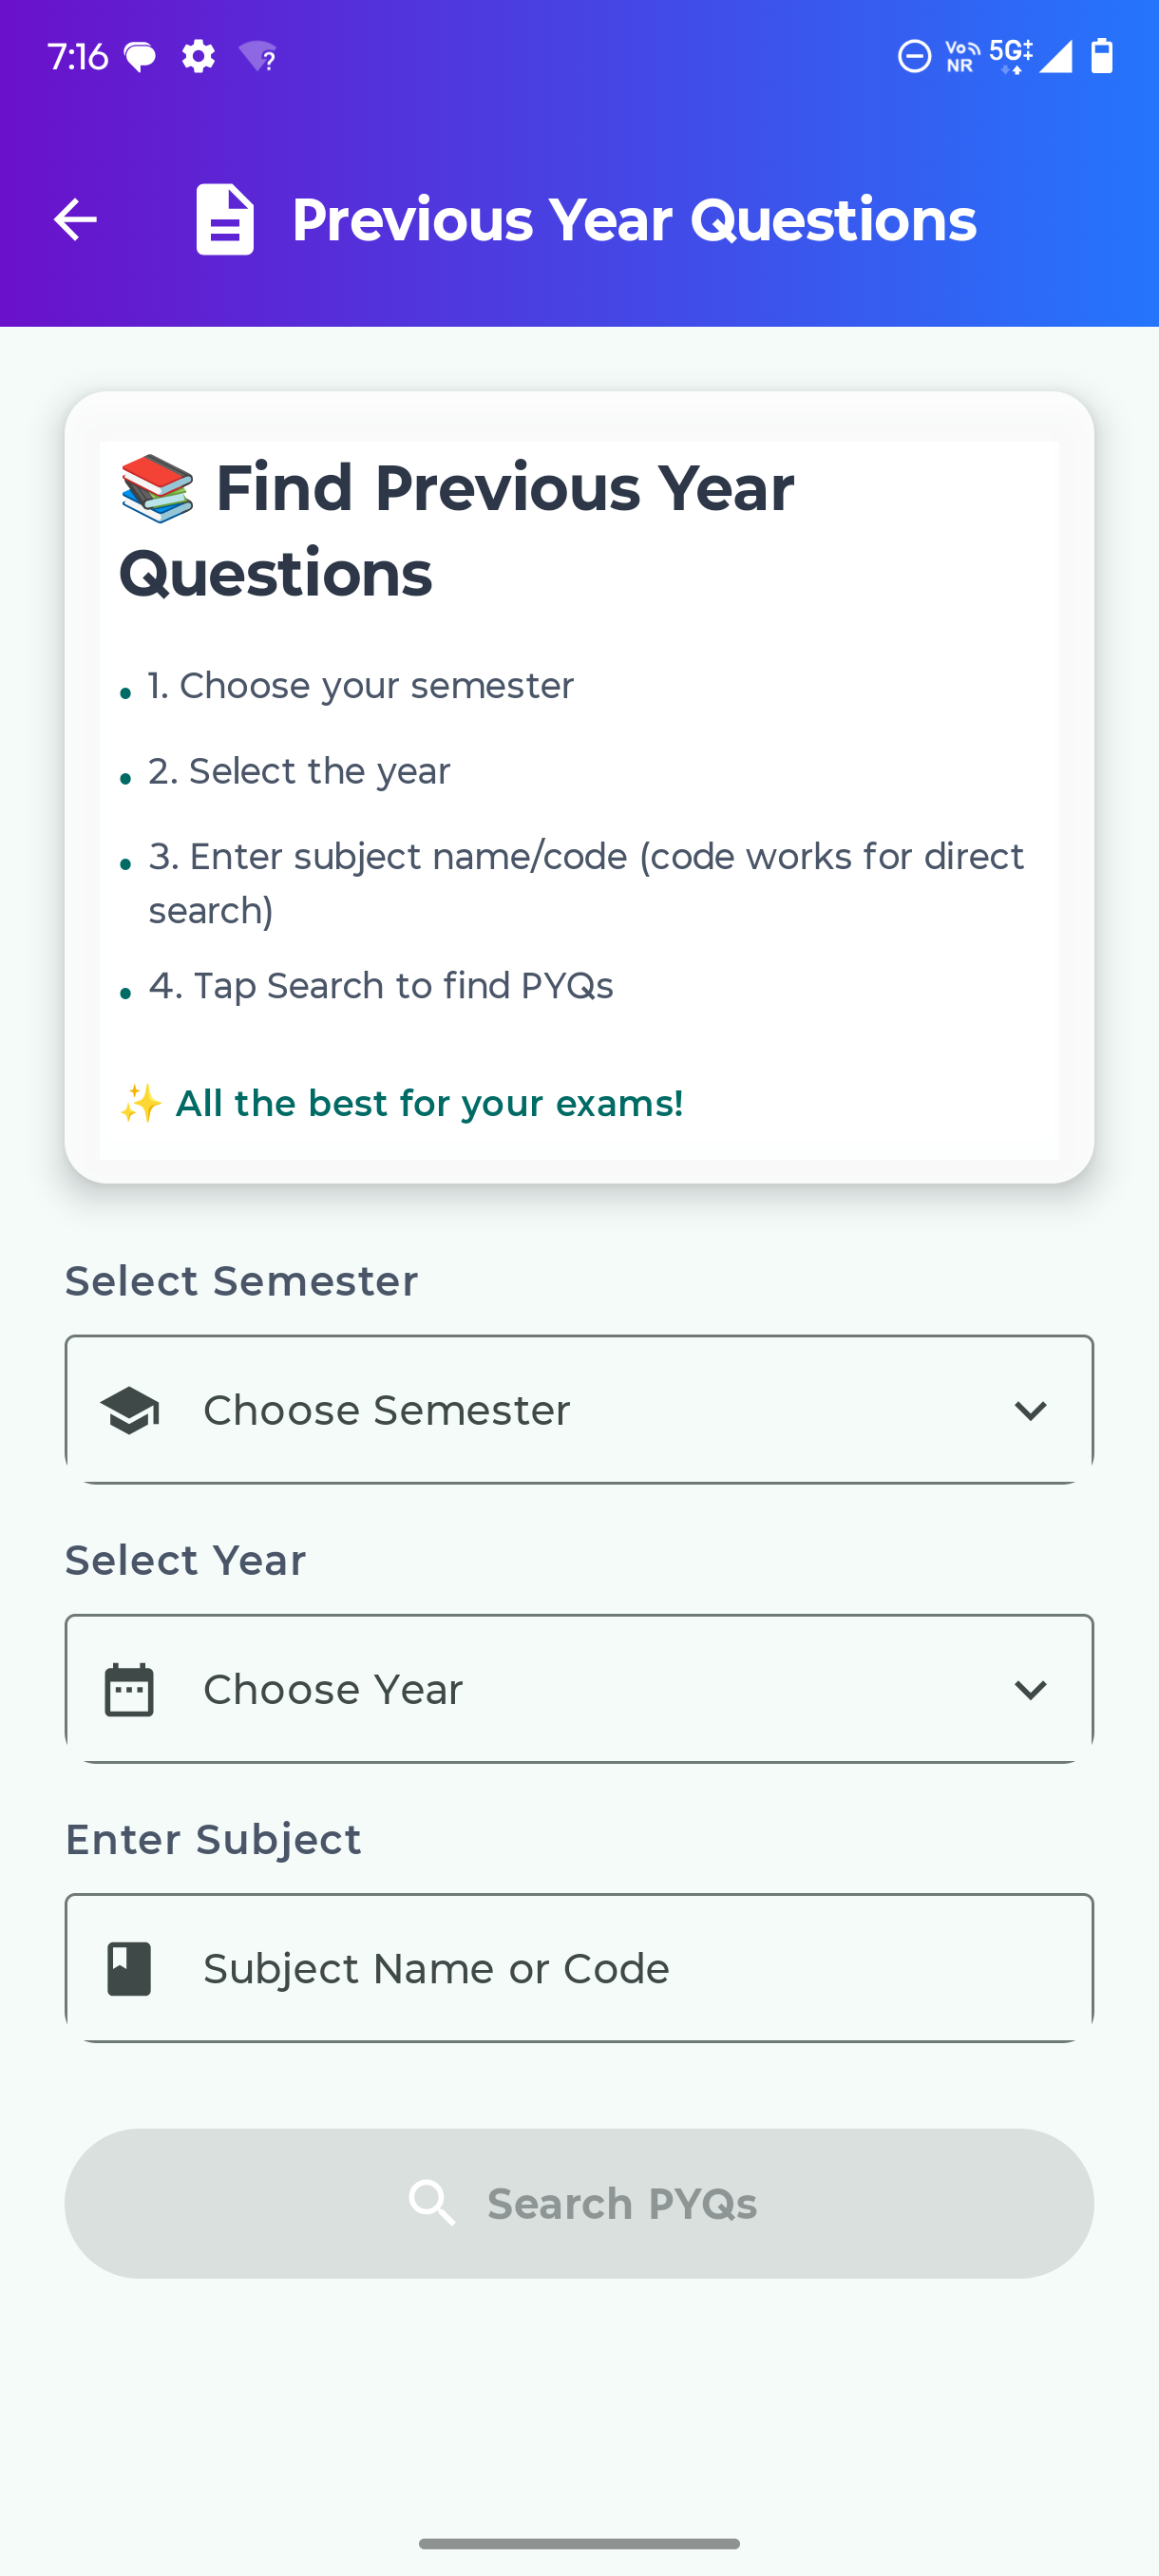 7:16
Vo NR 5G‡
Previous Year Questions
📚 Find Previous Year
Questions
• 1. Choose your semester
• 2. Select the year
• 3. Enter subject name/code (code works for direct
search)
• 4. Tap Search to find PYQs
✨ All the best for your exams!
Select Semester
Choose Semester
Select Year
Choose Year
Enter Subject
Subject Name or Code
Search PYQs